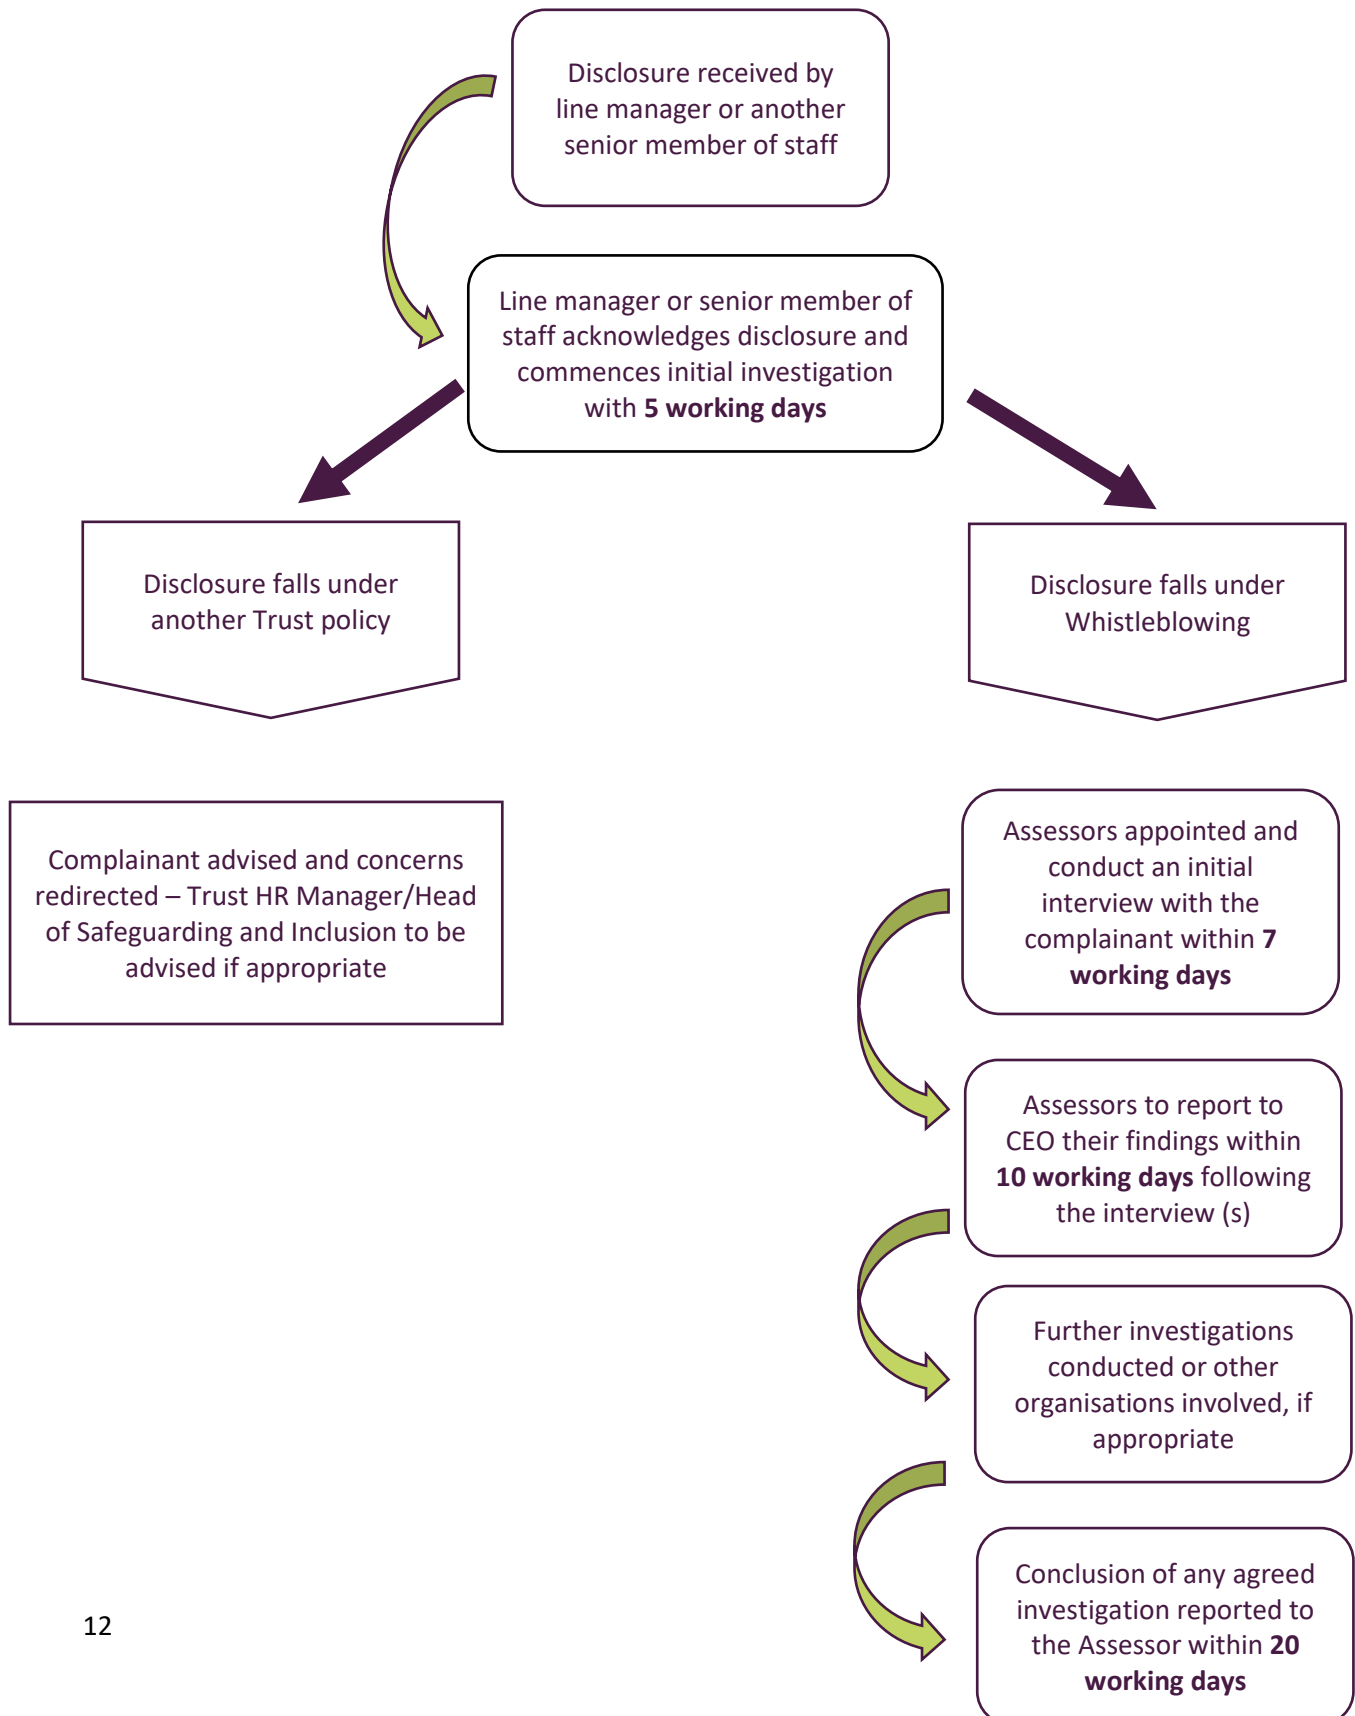 Disclosure received by
line manager or another
senior member of staff
Line manager or senior member of
staff acknowledges disclosure and
commences initial investigation
with 5 working days
Disclosure falls under
another Trust policy
Disclosure falls under
Whistleblowing
Complainant advised and concerns
redirected – Trust HR Manager/Head
of Safeguarding and Inclusion to be
advised if appropriate
Assessors appointed and
conduct an initial
interview with the
complainant within 7
working days
Assessors to report to
CEO their findings within
10 working days following
the interview (s)
Further investigations
conducted or other
organisations involved, if
appropriate
Conclusion of any agreed
investigation reported to
the Assessor within 20
working days
12